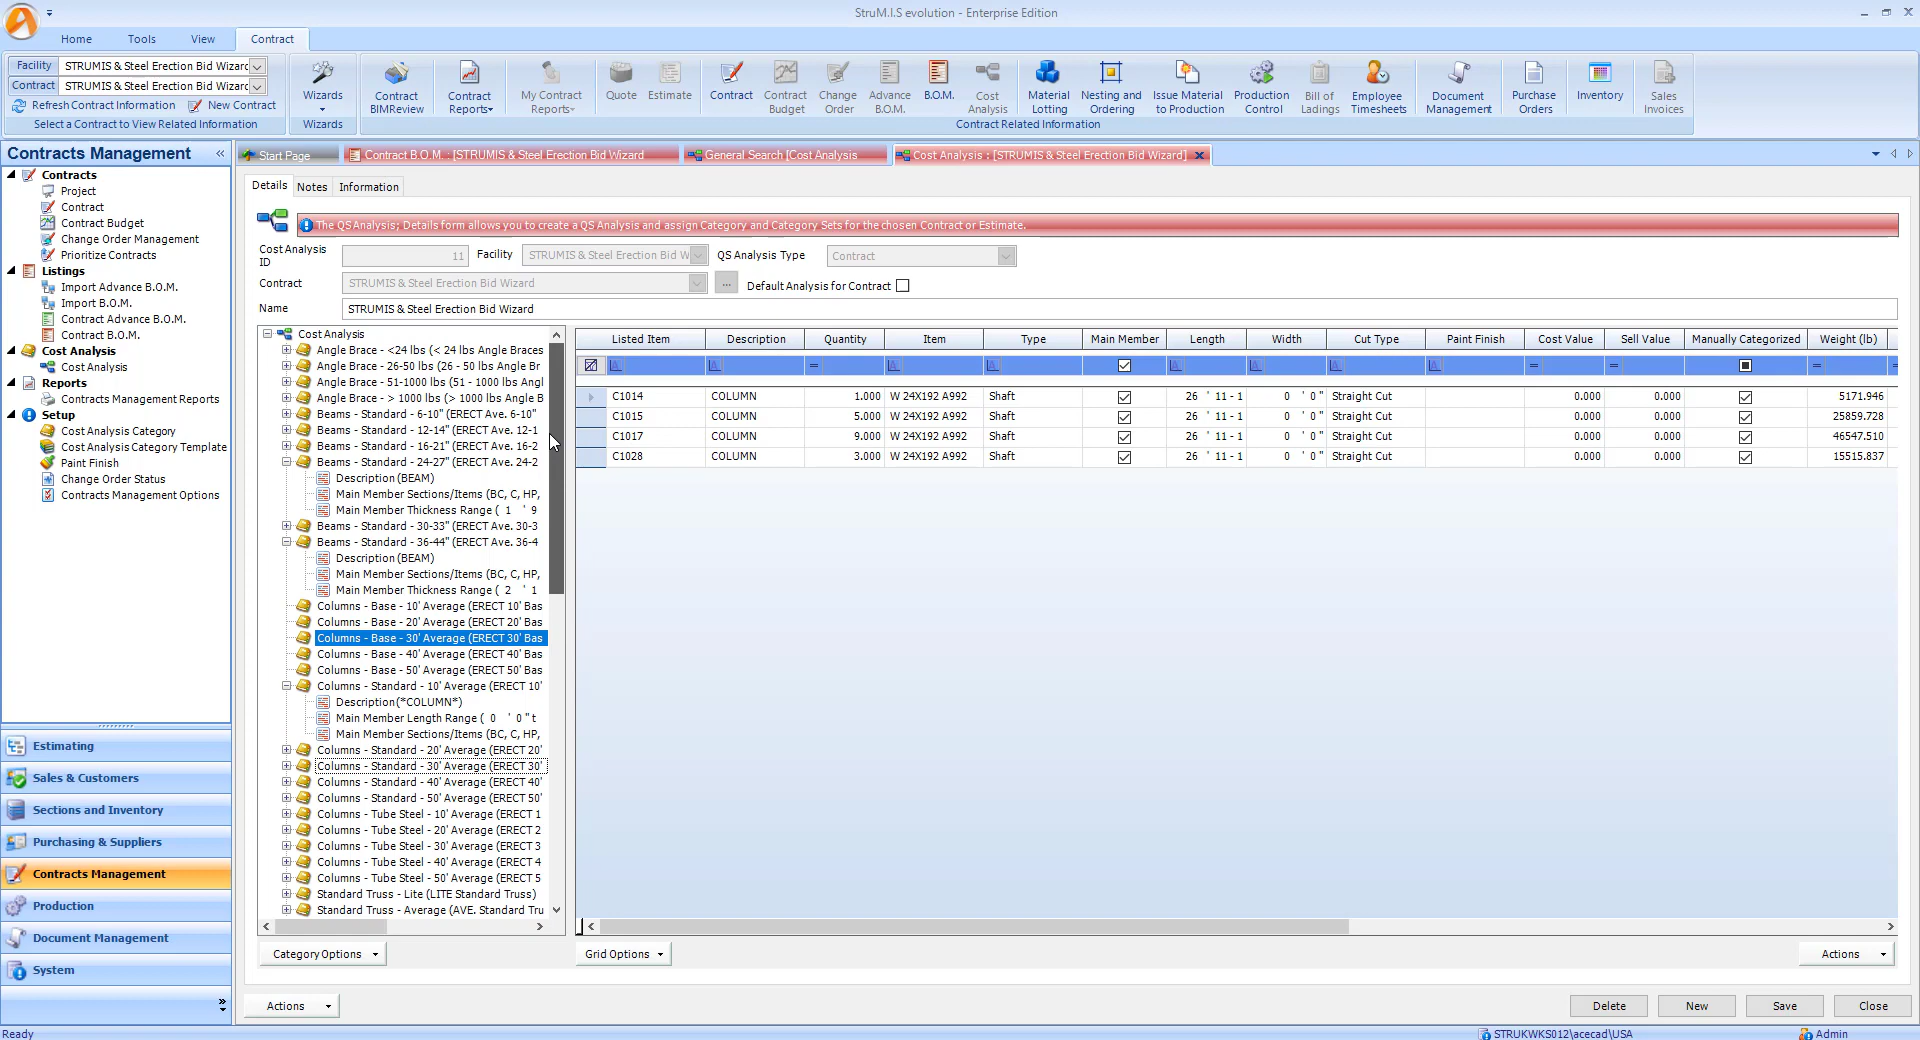 StruM.I.S evolution - Enterprise Edition
Home Tools View Contract
Facility STRUMIS & Steel Erection Bid Wizarc
Contract STRUMIS & Steel Erection Bid Wizarc
Refresh Contract Information New Contract
Select a Contract to View Related Information
Wizards
Wizards
Contract BIMReview
Contract Reports
My Contract Reports
Quote
Estimate
Contract
Contract Budget
Change Order
Advance B.O.M.
B.O.M.
Cost Analysis
Material Lotting
Nesting and Ordering
Issue Material to Production
Production Control
Bill of Ladings
Employee Timesheets
Document Management
Purchase Orders
Inventory
Sales Invoices
Contract Related Information
Contracts Management
Contracts
Project
Contract
Contract Budget
Change Order Management
Prioritize Contracts
Listings
Import Advance B.O.M.
Import B.O.M.
Contract Advance B.O.M.
Contract B.O.M.
Cost Analysis
Cost Analysis
Reports
Contracts Management Reports
Setup
Cost Analysis Category
Cost Analysis Category Template
Paint Finish
Change Order Status
Contracts Management Options
Estimating
Sales & Customers
Sections and Inventory
Purchasing & Suppliers
Contracts Management
Production
Document Management
System
Start Page
Contract B.O.M. : [STRUMIS & Steel Erection Bid Wizard
General Search [Cost Analysis
Cost Analysis : [STRUMIS & Steel Erection Bid Wizard]
Details Notes Information
The QS Analysis; Details form allows you to create a QS Analysis and assign Category and Category Sets for the chosen Contract or Estimate.
Cost Analysis ID 11 Facility STRUMIS & Steel Erection Bid W QS Analysis Type Contract
Contract STRUMIS & Steel Erection Bid Wizard ... Default Analysis for Contract
Name STRUMIS & Steel Erection Bid Wizard
Cost Analysis
Angle Brace - <24 lbs (< 24 lbs Angle Braces
Angle Brace - 26-50 lbs (26 - 50 lbs Angle Br
Angle Brace - 51-1000 lbs (51 - 1000 lbs Angl
Angle Brace - > 1000 lbs (> 1000 lbs Angle B
Beams - Standard - 6-10" (ERECT Ave. 6-10"
Beams - Standard - 12-14" (ERECT Ave. 12-1
Beams - Standard - 16-21" (ERECT Ave. 16-2
Beams - Standard - 24-27" (ERECT Ave. 24-2
Description (BEAM)
Main Member Sections/Items (BC, C, HP,
Main Member Thickness Range ( 1 ' 9
Beams - Standard - 30-33" (ERECT Ave. 30-3
Beams - Standard - 36-44" (ERECT Ave. 36-4
Description (BEAM)
Main Member Sections/Items (BC, C, HP,
Main Member Thickness Range ( 2 ' 1
Columns - Base - 10' Average (ERECT 10' Bas
Columns - Base - 20' Average (ERECT 20' Bas
Columns - Base - 30' Average (ERECT 30' Bas
Columns - Base - 40' Average (ERECT 40' Bas
Columns - Base - 50' Average (ERECT 50' Bas
Columns - Standard - 10' Average (ERECT 10'
Description (*COLUMN*)
Main Member Length Range ( 0 ' 0 " t
Main Member Sections/Items (BC, C, HP,
Columns - Standard - 20' Average (ERECT 20'
Columns - Standard - 30' Average (ERECT 30'
Columns - Standard - 40' Average (ERECT 40'
Columns - Standard - 50' Average (ERECT 50'
Columns - Tube Steel - 10' Average (ERECT 1
Columns - Tube Steel - 20' Average (ERECT 2
Columns - Tube Steel - 30' Average (ERECT 3
Columns - Tube Steel - 40' Average (ERECT 4
Columns - Tube Steel - 50' Average (ERECT 5
Standard Truss - Lite (LITE Standard Truss)
Standard Truss - Average (AVE. Standard Tru
Listed Item Description Quantity Item Type Main Member Length Width Cut Type Paint Finish Cost Value Sell Value Manually Categorized Weight (lb)
C1014 COLUMN 1.000 W 24X192 A992 Shaft 26 ' 11 - 1 0 ' 0 " Straight Cut 0.000 0.000 5171.946
C1015 COLUMN 5.000 W 24X192 A992 Shaft 26 ' 11 - 1 0 ' 0 " Straight Cut 0.000 0.000 25859.728
C1017 COLUMN 9.000 W 24X192 A992 Shaft 26 ' 11 - 1 0 ' 0 " Straight Cut 0.000 0.000 46547.510
C1028 COLUMN 3.000 W 24X192 A992 Shaft 26 ' 11 - 1 0 ' 0 " Straight Cut 0.000 0.000 15515.837
Category Options Grid Options Actions
Actions Delete New Save Close
Ready STRUKWKS012\acecad\USA Admin